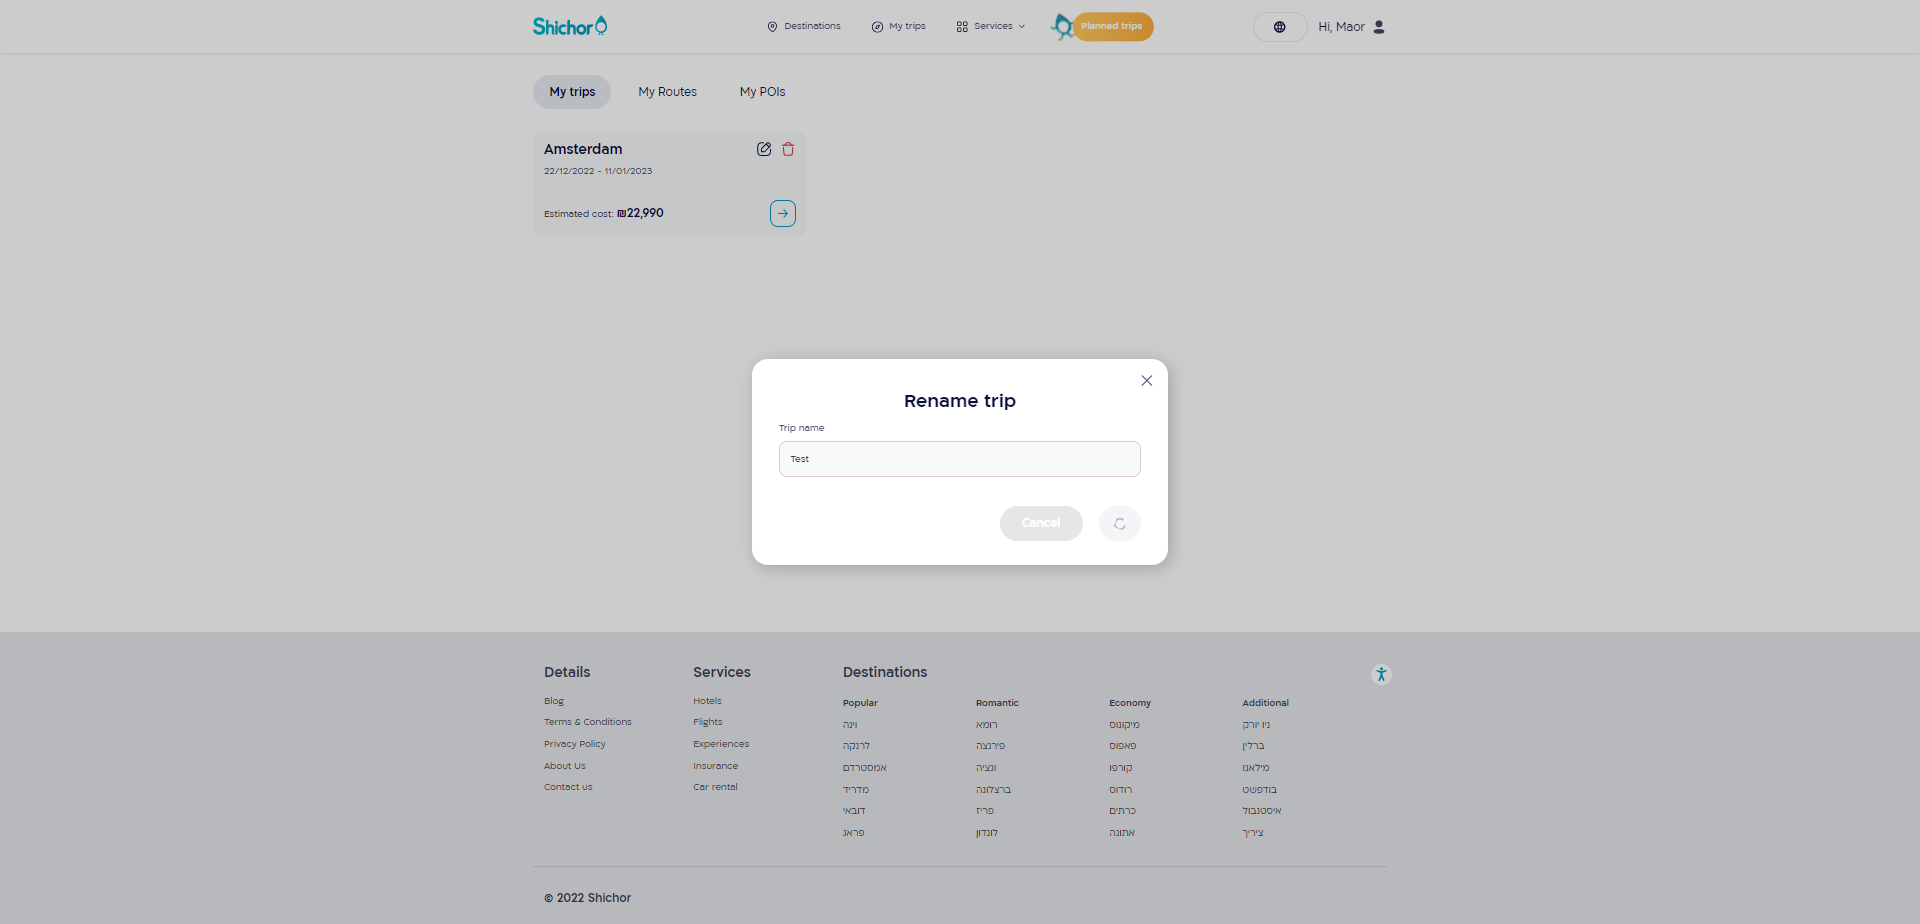 Shichor
Destinations
My trips
Services
Planned trips
Hi, Maor
My trips
My Routes
My POIs
Amsterdam
22/12/2022 - 11/01/2023
Estimated cost: ₪22,990
Rename trip
Trip name
Test
Cancel
Details
Blog
Terms & Conditions
Privacy Policy
About Us
Contact us
Services
Hotels
Flights
Experiences
Insurance
Car rental
Destinations
Popular
וינה
לרנקה
אמסטרדם
מדריד
דובאי
פראג
Romantic
רומא
פירנצה
ונציה
ברצלונה
פריז
לונדון
Economy
מיקונוס
פאפוס
קורפו
רודוס
כרתים
אתונה
Additional
ניו יורק
ברלין
מילאנו
בודפשט
איסטנבול
ציריך
© 2022 Shichor